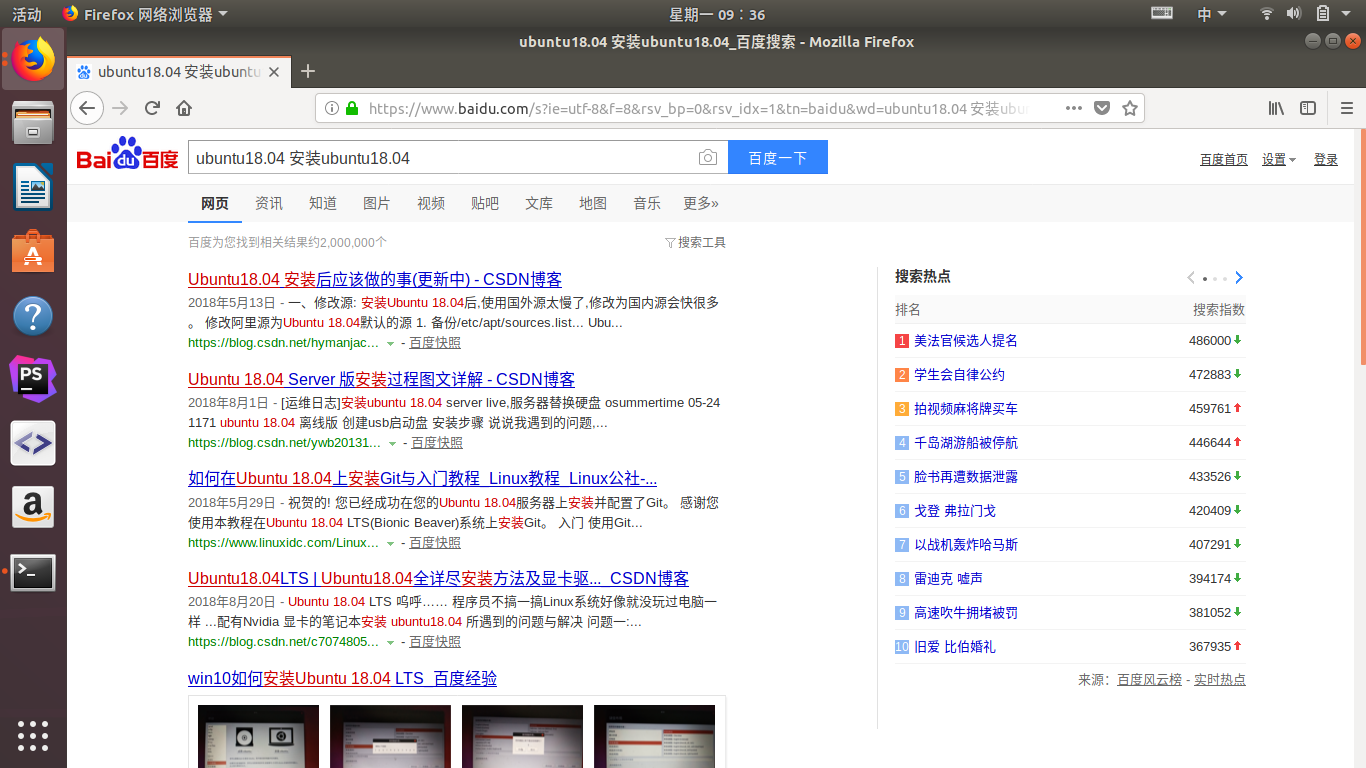 活动
Firefox 网络浏览器
星期一 09：36
中
ubuntu18.04 安装ubuntu18.04_百度搜索 - Mozilla Firefox
ubuntu18.04 安装ubuntu
https://www.baidu.com/s?ie=utf-8&f=8&rsv_bp=0&rsv_idx=1&tn=baidu&wd=ubuntu18.04 安装ubu
Bai du 百度
ubuntu18.04 安装ubuntu18.04
百度一下
百度首页 设置 登录
网页 资讯 知道 图片 视频 贴吧 文库 地图 音乐 更多»
百度为您找到相关结果约2,000,000个
搜索工具
Ubuntu18.04 安装后应该做的事(更新中) - CSDN博客
2018年5月13日 - 一、修改源: 安装Ubuntu 18.04后,使用国外源太慢了,修改为国内源会快很多
。 修改阿里源为Ubuntu 18.04默认的源 1. 备份/etc/apt/sources.list... Ubu...
https://blog.csdn.net/hymanjac... - 百度快照
Ubuntu 18.04 Server 版安装过程图文详解 - CSDN博客
2018年8月1日 - [运维日志]安装ubuntu 18.04 server live,服务器替换硬盘 osummertime 05-24
1171 ubuntu 18.04 离线版 创建usb启动盘 安装步骤 说说我遇到的问题,...
https://blog.csdn.net/ywb20131... - 百度快照
如何在Ubuntu 18.04上安装Git与入门教程_Linux教程_Linux公社-...
2018年5月29日 - 祝贺的! 您已经成功在您的Ubuntu 18.04服务器上安装并配置了Git。 感谢您
使用本教程在Ubuntu 18.04 LTS(Bionic Beaver)系统上安装Git。 入门 使用Git...
https://www.linuxidc.com/Linux... - 百度快照
Ubuntu18.04LTS | Ubuntu18.04全详尽安装方法及显卡驱..._CSDN博客
2018年8月20日 - Ubuntu 18.04 LTS 呜呼…… 程序员不搞一搞Linux系统好像就没玩过电脑一
样 ...配有Nvidia 显卡的笔记本安装 ubuntu18.04 所遇到的问题与解决 问题一:...
https://blog.csdn.net/c7074805... - 百度快照
win10如何安装Ubuntu 18.04 LTS_百度经验
搜索热点
排名 搜索指数
1 美法官候选人提名 486000
2 学生会自律公约 472883
3 拍视频麻将牌买车 459761
4 千岛湖游船被停航 446644
5 脸书再遭数据泄露 433526
6 戈登 弗拉门戈 420409
7 以战机轰炸哈马斯 407291
8 雷迪克 嘘声 394174
9 高速吹牛拥堵被罚 381052
10 旧爱 比伯婚礼 367935
来源：百度风云榜 - 实时热点
PS